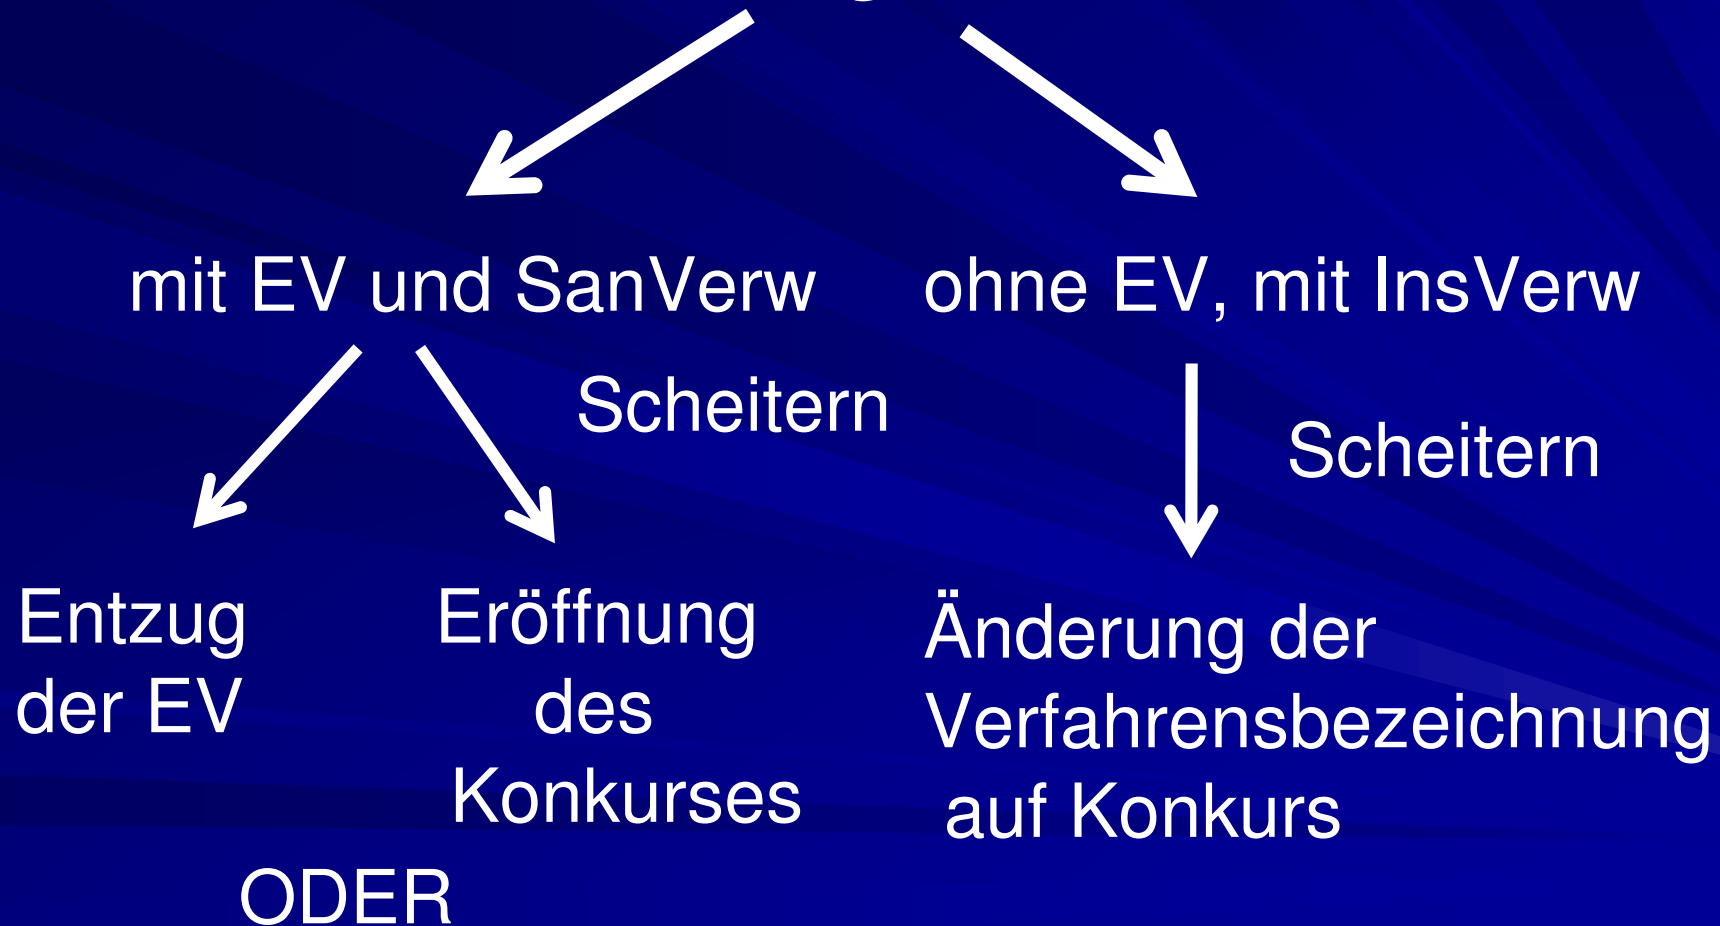 mit EV und SanVerw
ohne EV, mit InsVerw
Scheitern
Scheitern
Entzug
der EV
Eröffnung
des
Konkurses
ODER
Änderung der
Verfahrensbezeichnung
auf Konkurs